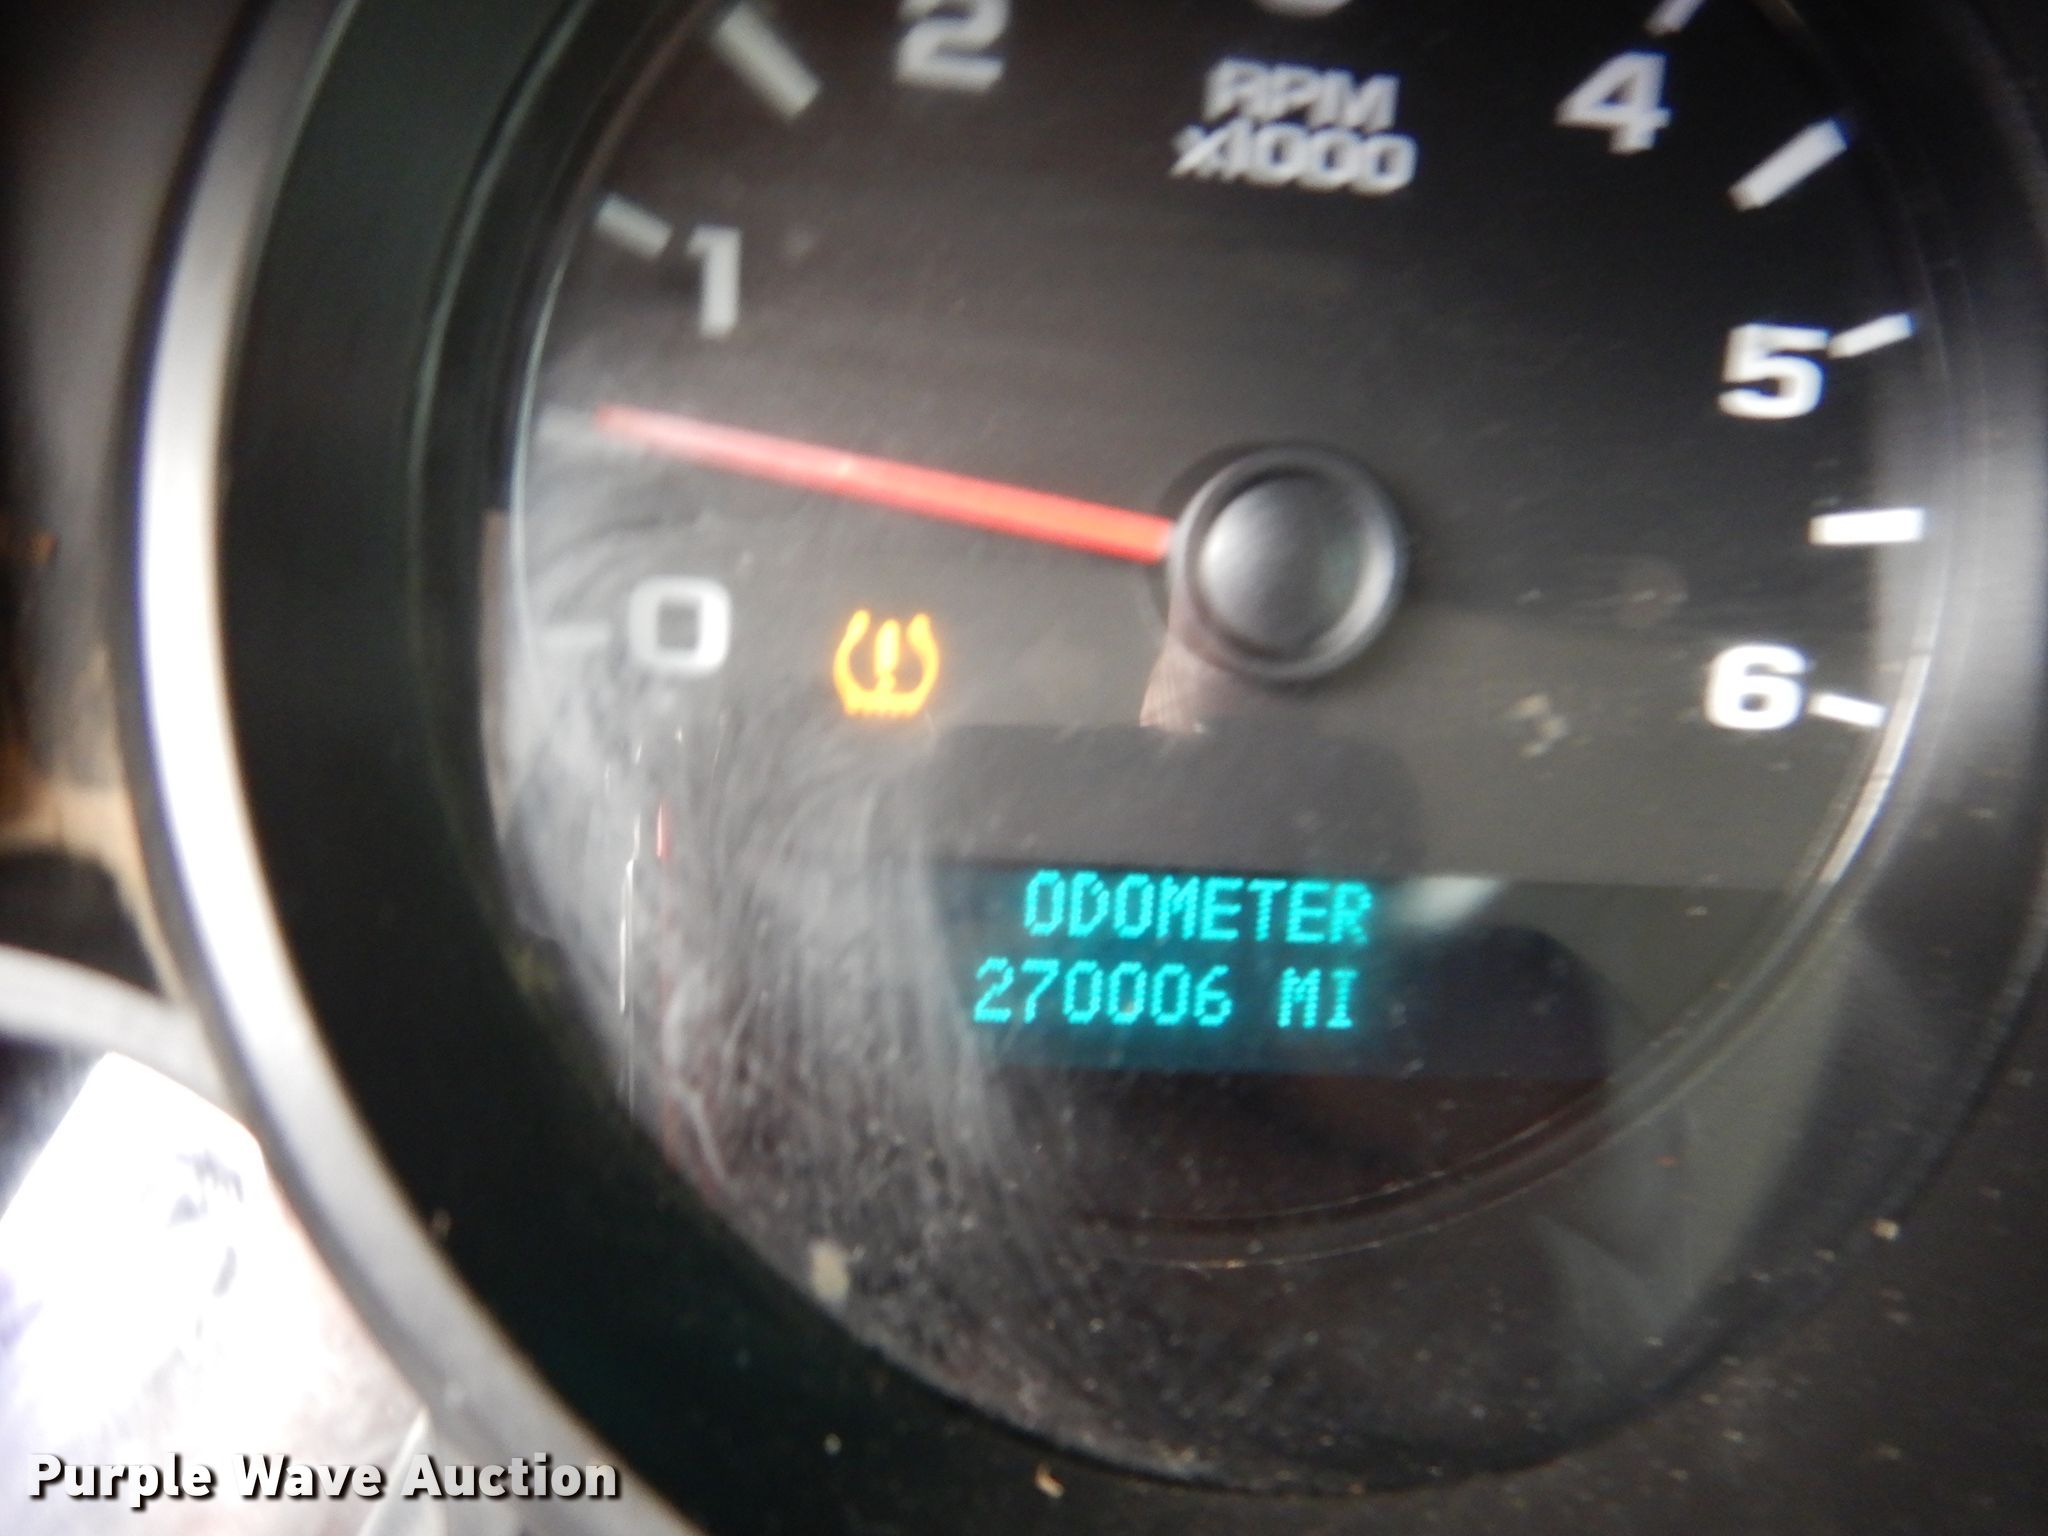 2
RPM
x1000
4
1
5
0
6
ODOMETER
270006 MI
Purple Wave Auction